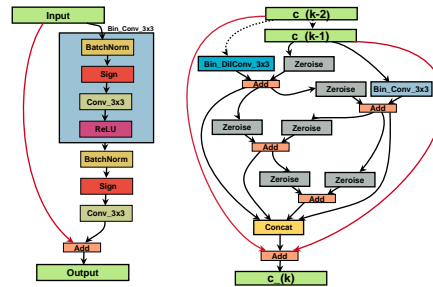 Input
Bin_Conv_3x3
BatchNorm
Sign
Conv_3x3
ReLU
BatchNorm
Sign
Conv_3x3
Add
Output
c_(k-2)
c_(k-1)
Bin_DilConv_3x3
Zeroise
Add
Zeroise
Bin_Conv_3x3
Add
Zeroise
Zeroise
Add
Zeroise
Zeroise
Add
Concat
Add
c_(k)